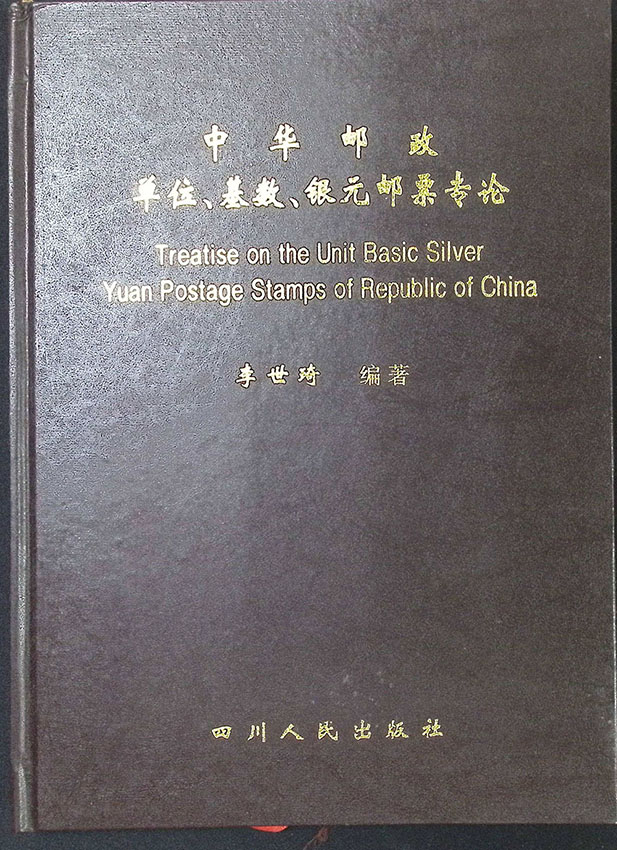 中华邮政
单位、基数、银元邮票专论
Treatise on the Unit Basic Silver
Yuan Postage Stamps of Republic of China
李世琦 编著
四川人民出版社